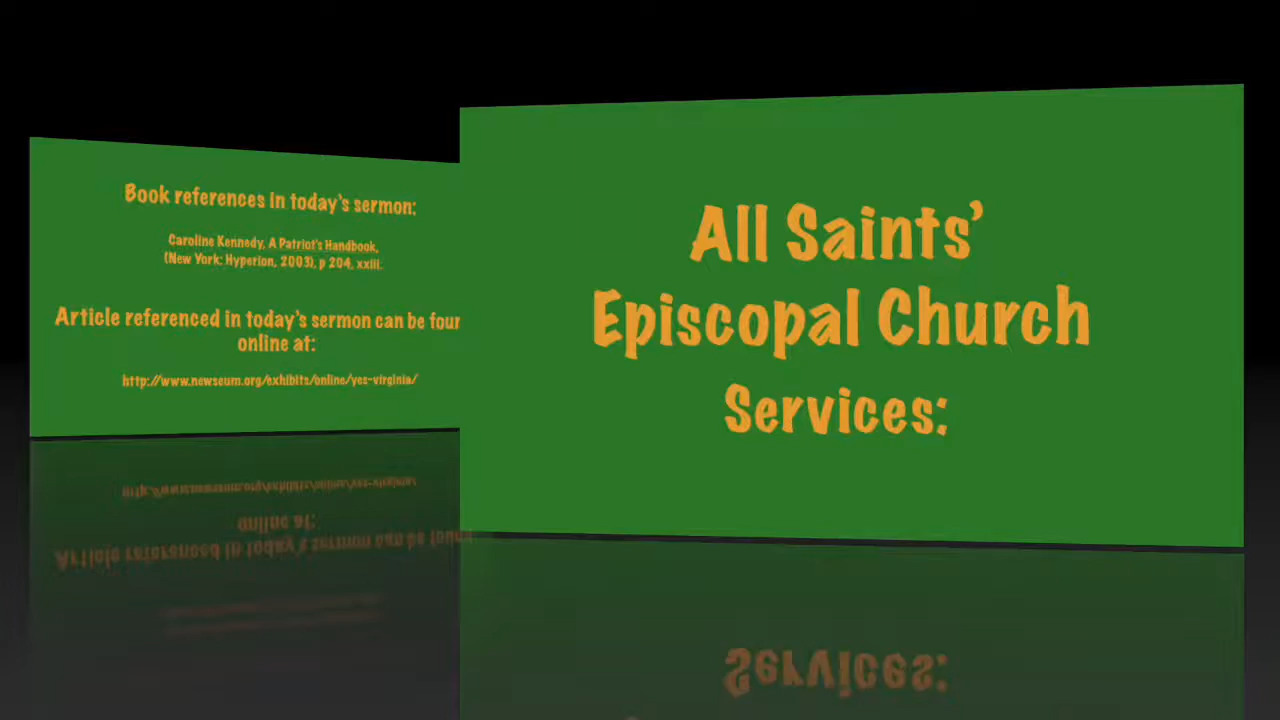 Book references in today's sermon:
Caroline Kennedy, A Patriot's Handbook,
(New York: Hyperion, 2003), p 204, xxiii.
Article referenced in today's sermon can be four
online at:
http://www.newseum.org/exhibits/online/yes-virginia/
All Saints'
Episcopal Church
Services: